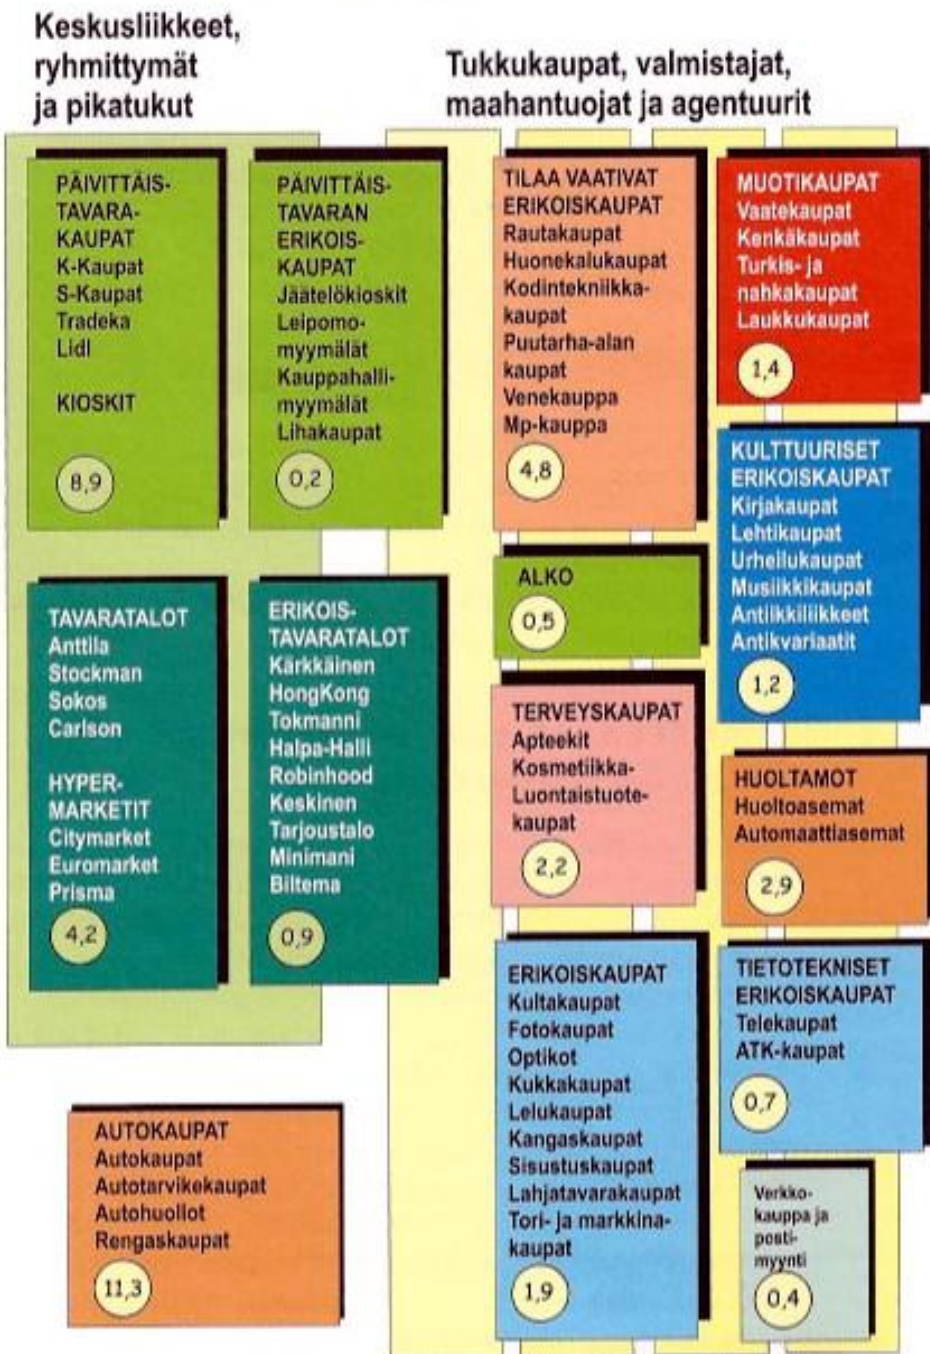 Keskusliikkeet,
ryhmittymät
ja pikatukut
Tukkukaupat, valmistajat,
maahantuojat ja agentuurit
PÄIVITTÄIS-
TAVARA-
KAUPAT
K-Kaupat
S-Kaupat
Tradeka
Lidl
KIOSKIT
8,9
PÄIVITTÄIS-
TAVARAN
ERIKOIS-
KAUPAT
Jäätelökioskit
Leipomo-
myymälät
Kauppahalli-
myymälät
Lihakaupat
0,2
TILAA VAATIVAT
ERIKOISKAUPAT
Rautakaupat
Huonekalukaupat
Kodintekniikka-
kaupat
Puutarha-alan
kaupat
Venekauppa
Mp-kauppa
4,8
MUOTIKAUPAT
Vaatekaupat
Kenkäkaupat
Turkis- ja
nahkakaupat
Laukkukaupat
1,4
KULTTUURISET
ERIKOISKAUPAT
Kirjakaupat
Lehtikaupat
Urheilukaupat
Musiikkikaupat
Antiikkiliikkeet
Antikvariaatit
1,2
ALKO
0,5
TAVARATALOT
Anttila
Stockman
Sokos
Carlson
HYPER-
MARKETIT
Citymarket
Euromarket
Prisma
4,2
ERIKOIS-
TAVARATALOT
Kärkkäinen
HongKong
Tokmanni
Halpa-Halli
Robinhood
Keskinen
Tarjoustalo
Minimani
Biltema
0,9
TERVEYSKAUPAT
Apteekit
Kosmetiikka-
Luontaistuote-
kaupat
2,2
HUOLTAMOT
Huoltoasemat
Automaattiasemat
2,9
ERIKOISKAUPAT
Kultakaupat
Fotokaupat
Optikot
Kukkakaupat
Lelukaupat
Kangaskaupat
Sisustuskaupat
Lahjatavarakaupat
Tori- ja markkina-
kaupat
1,9
TIETOTEKNISET
ERIKOISKAUPAT
Telekaupat
ATK-kaupat
0,7
AUTOKAUPAT
Autokaupat
Autotarvikekaupat
Autohuollot
Rengaskaupat
11,3
Verkko-
kauppa ja
posti-
myynti
0,4